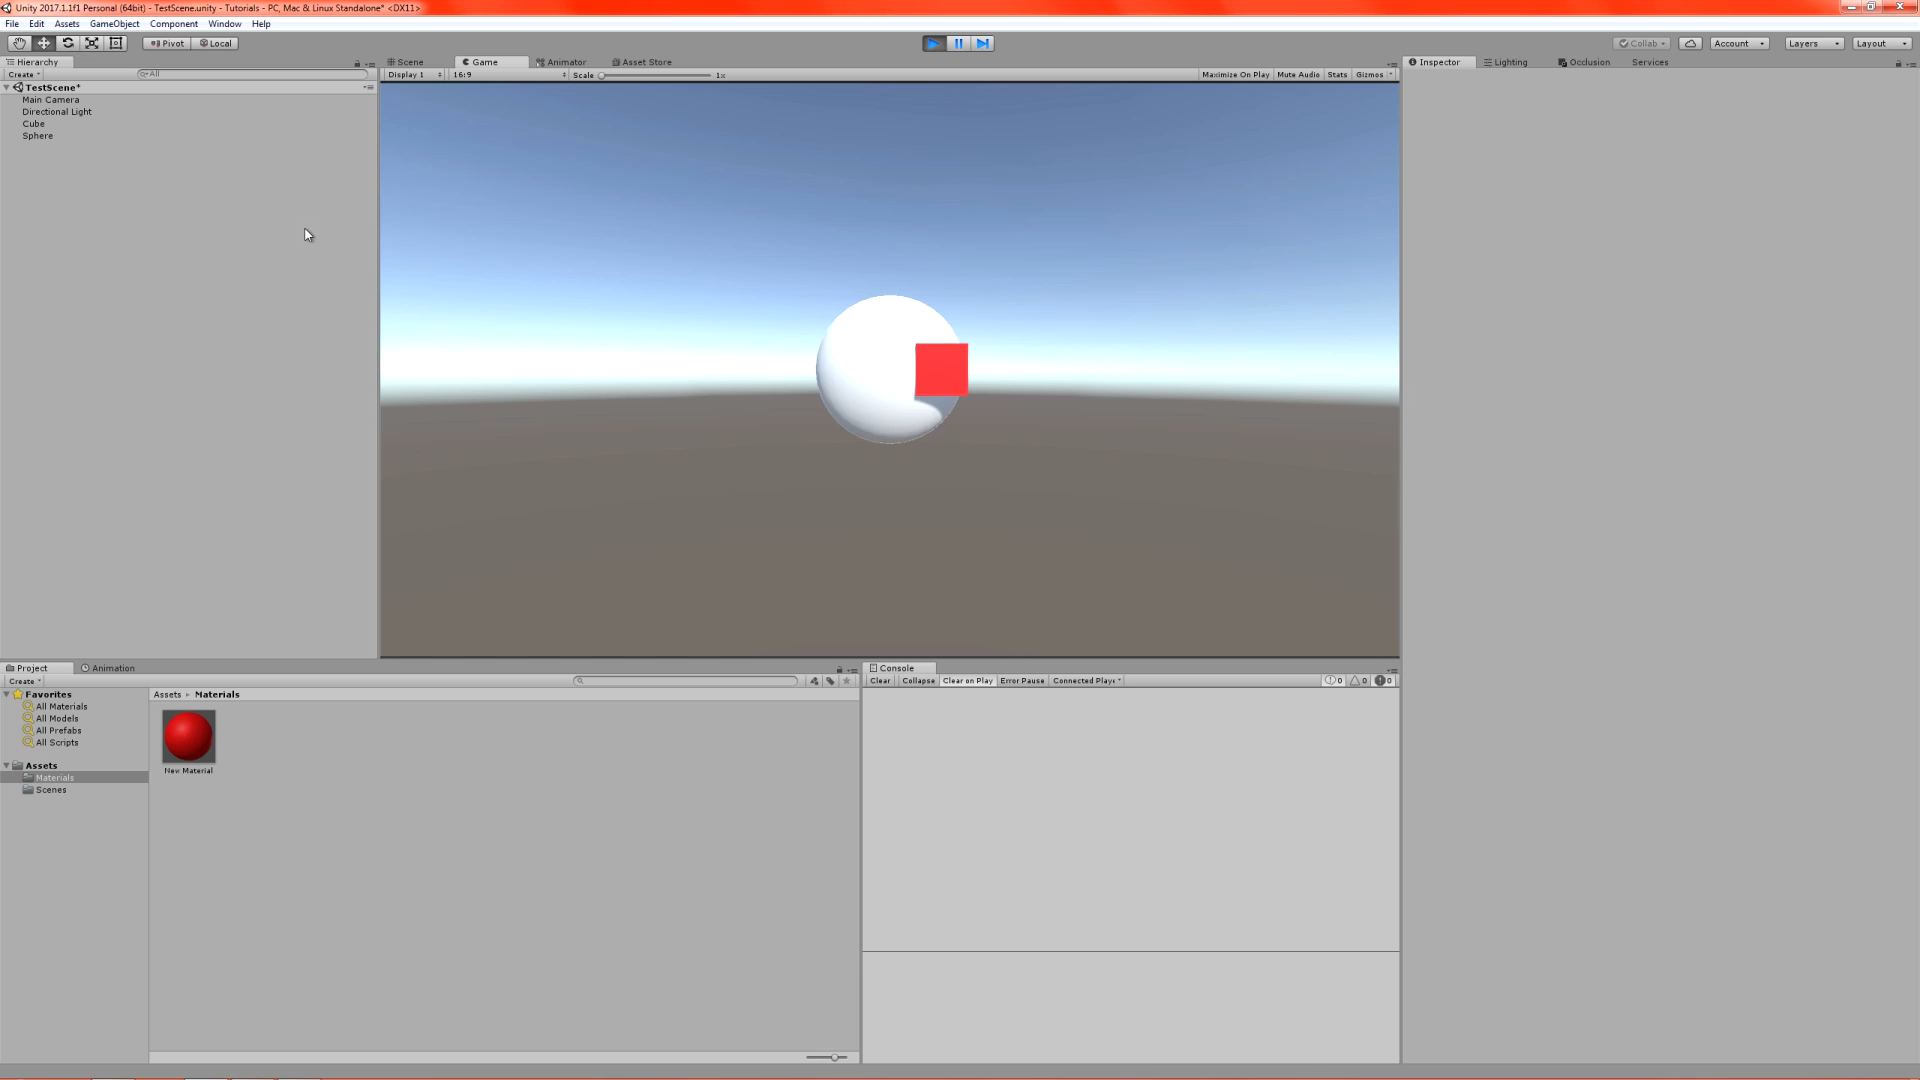 Unity 2017.1.1f1 Personal (64bit) - TestScene.unity - Tutorials - PC, Mac & Linux Standalone* <DX11>
File Edit Assets GameObject Component Window Help
Pivot Local Collab Account Layers Layout
Hierarchy Scene Game Animator Asset Store Inspector Lighting Occlusion Services
Create All Display 1 16:9 Scale 1x Maximize On Play Mute Audio Stats Gizmos
TestScene*
Main Camera
Directional Light
Cube
Sphere
Project Animation Console
Create Clear Collapse Clear on Play Error Pause Connected Playe 0 0 0
Favorites Assets Materials
All Materials
All Models
All Prefabs
All Scripts
Assets
Materials
Scenes
New Material